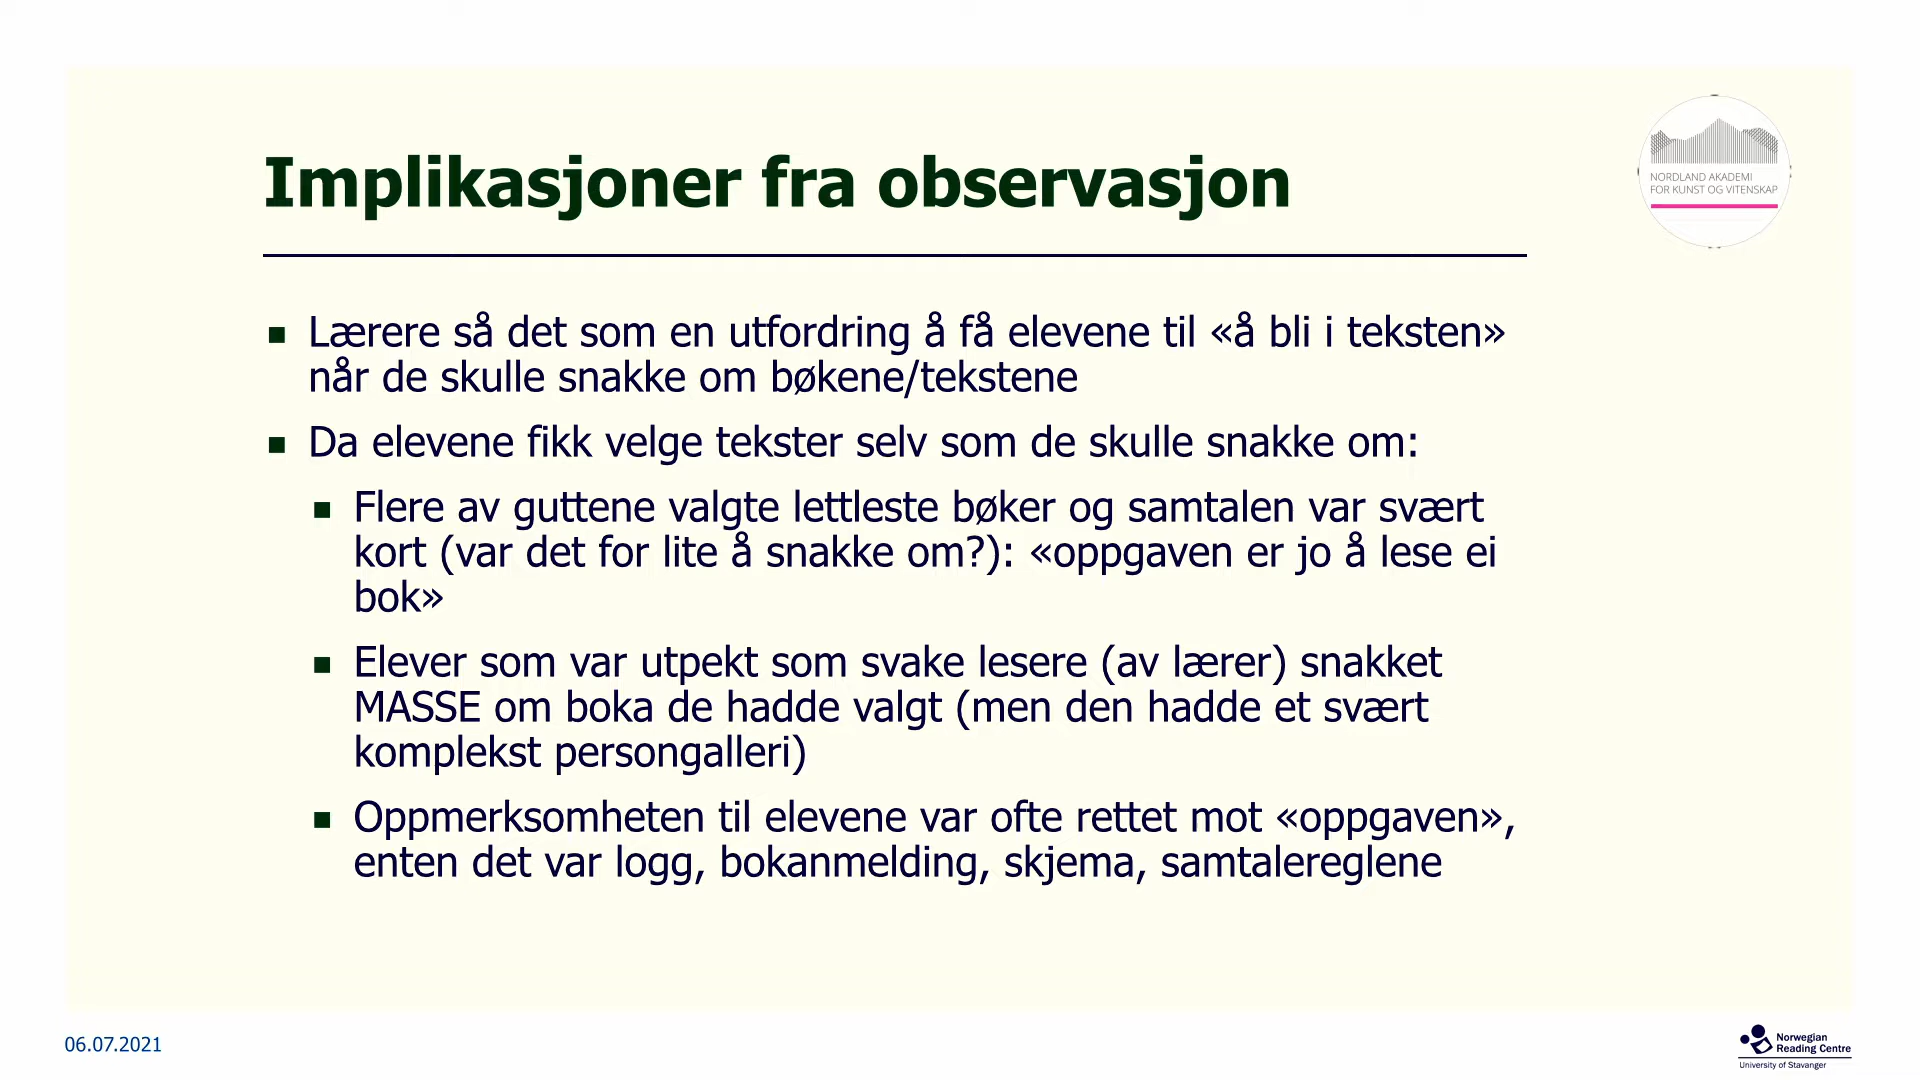 Implikasjoner fra observasjon
NORDLAND AKADEMI
FOR KUNST OG VITENSKAP
Lærere så det som en utfordring å få elevene til «å bli i teksten»
når de skulle snakke om bøkene/tekstene
Da elevene fikk velge tekster selv som de skulle snakke om:
Flere av guttene valgte lettleste bøker og samtalen var svært
kort (var det for lite å snakke om?): «oppgaven er jo å lese ei
bok»
Elever som var utpekt som svake lesere (av lærer) snakket
MASSE om boka de hadde valgt (men den hadde et svært
komplekst persongalleri)
Oppmerksomheten til elevene var ofte rettet mot «oppgaven»,
enten det var logg, bokanmelding, skjema, samtalereglene
06.07.2021
Norwegian
Reading Centre
University of Stavanger